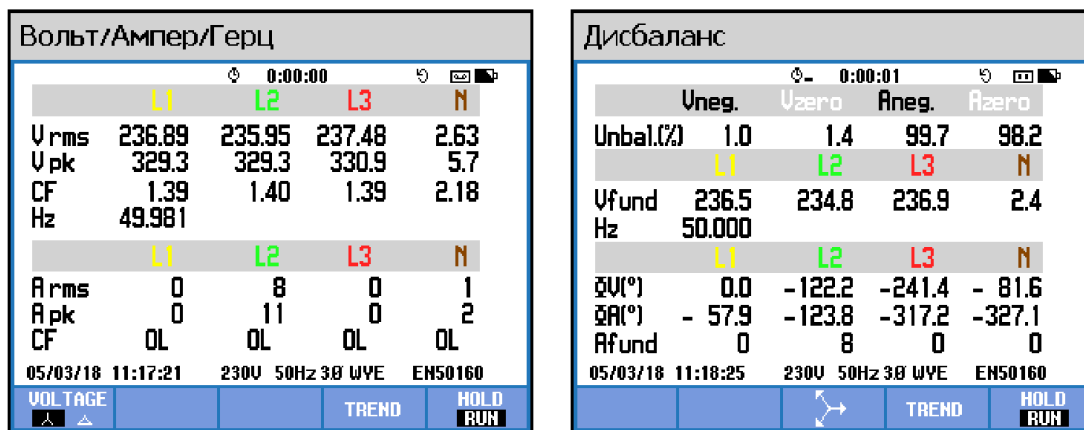 Вольт/Ампер/Герц
0:00:00
L1 L2 L3 N
V rms 236.89 235.95 237.48 2.63
V pk 329.3 329.3 330.9 5.7
CF 1.39 1.40 1.39 2.18
Hz 49.981
L1 L2 L3 N
A rms 0 8 0 1
A pk 0 11 0 2
CF OL OL OL OL
05/03/18 11:17:21 230V 50Hz 3Ø WYE EN50160
VOLTAGE TREND HOLD
RUN
Дисбаланс
0:00:01
Vneg. Vzero Aneg. Azero
Unbal.(%) 1.0 1.4 99.7 98.2
L1 L2 L3 N
Vfund 236.5 234.8 236.9 2.4
Hz 50.000
L1 L2 L3 N
ΦV(°) 0.0 -122.2 -241.4 - 81.6
ΦA(°) - 57.9 -123.8 -317.2 -327.1
Afund 0 8 0 0
05/03/18 11:18:25 230V 50Hz 3Ø WYE EN50160
TREND HOLD
RUN